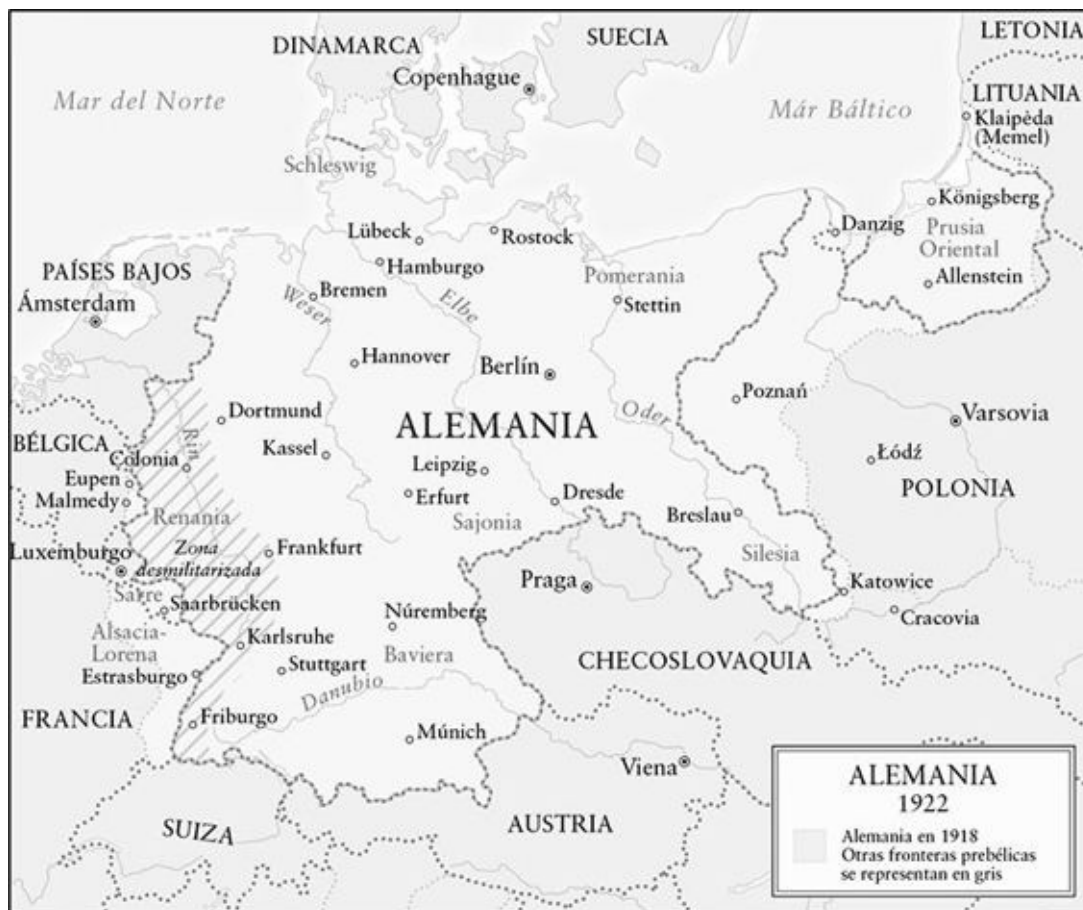 DINAMARCA
SUECIA
LETONIA
Copenhague
Mar del Norte
Már Báltico
LITUANIA
Klaipėda
(Memel)
Schleswig
Königsberg
Lübeck
Rostock
Danzig
Prusia
Oriental
Hamburgo
PAÍSES BAJOS
Pomerania
Allenstein
Ámsterdam
Bremen
Weser
Elbe
Stettin
Hannover
Berlín
Poznań
Oder
Dortmund
ALEMANIA
Varsovia
BÉLGICA
Rin
Colonia
Kassel
Leipzig
Łódź
Eupen
Malmedy
Erfurt
Dresde
POLONIA
Renania
Sajonia
Breslau
Luxemburgo
Zona
desmilitarizada
Frankfurt
Silesia
Praga
Katowice
Sarre
Saarbrücken
Núremberg
Cracovia
Alsacia-
Lorena
Karlsruhe
Baviera
CHECOSLOVAQUIA
Estrasburgo
Stuttgart
Danubio
FRANCIA
Friburgo
Múnich
Viena
SUIZA
AUSTRIA
ALEMANIA
1922
Alemania en 1918
Otras fronteras prebélicas
se representan en gris